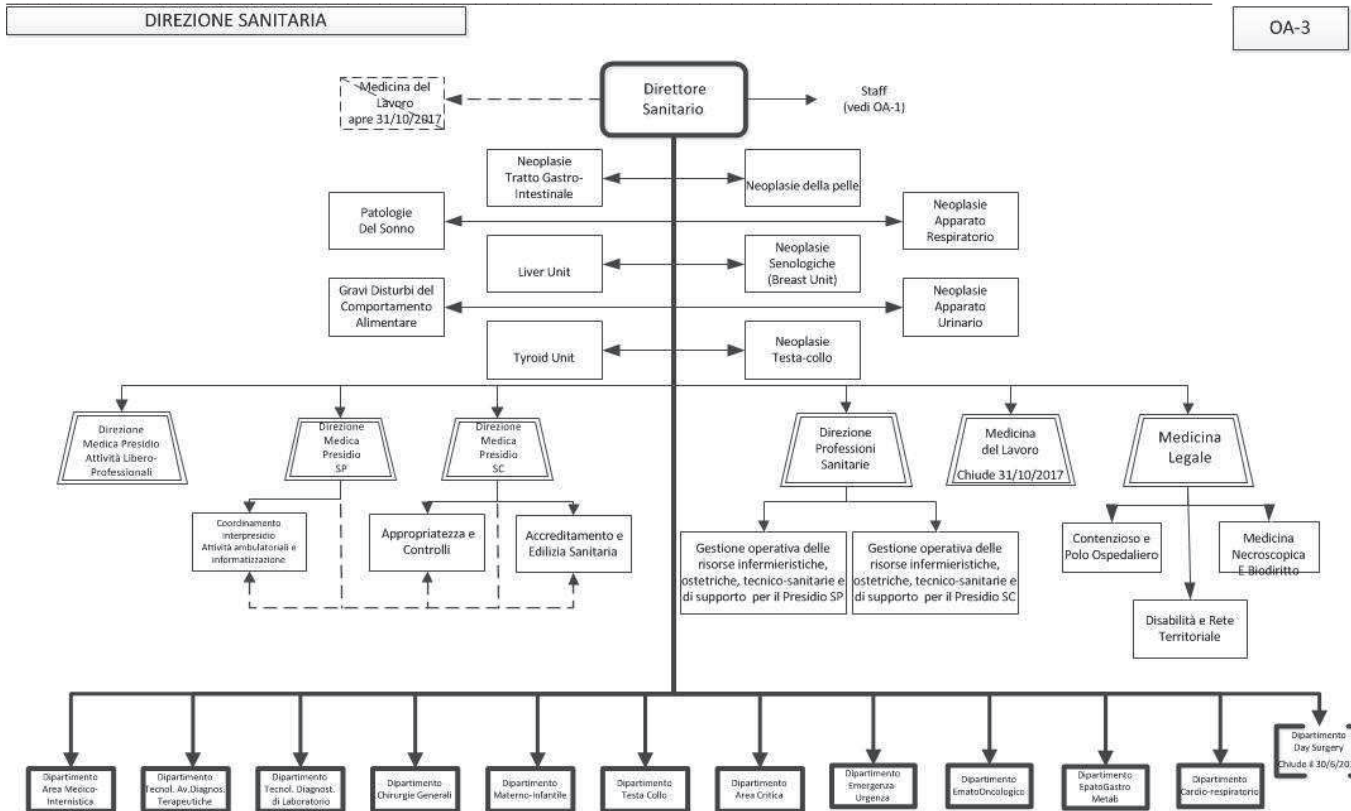 DIREZIONE SANITARIA
OA-3
Medicina del
Lavoro
apre 31/10/2017
Direttore
Sanitario
Staff
(vedi OA-1)
Neoplasie
Tratto Gastro-
Intestinale
Neoplasie della pelle
Patologie
Del Sonno
Neoplasie
Apparato
Respiratorio
Liver Unit
Neoplasie
Senologiche
(Breast Unit)
Gravi Disturbi del
Comportamento
Alimentare
Neoplasie
Apparato
Urinario
Tyroid Unit
Neoplasie
Testa-collo
Direzione
Medica Presidio
Attività Libero-
Professionali
Direzione
Medica
Presidio
SP
Direzione
Medica
Presidio
SC
Direzione
Professioni
Sanitarie
Medicina
del Lavoro
Chiude 31/10/2017
Medicina
Legale
Coordinamento
interpresidio
Attività ambulatoriali e
informatizzazione
Appropriatezza e
Controlli
Accreditamento e
Edilizia Sanitaria
Gestione operativa delle
risorse infermieristiche,
ostetriche, tecnico-sanitarie e
di supporto per il Presidio SP
Gestione operativa delle
risorse infermieristiche,
ostetriche, tecnico-sanitarie e
di supporto per il Presidio SC
Contenzioso e
Polo Ospedaliero
Medicina
Necroscopica
E Biodiritto
Disabilità e Rete
Territoriale
Dipartimento
Area Medico-
Internistica
Dipartimento
Tecnol. Av.Diagnos.
Terapeutiche
Dipartimento
Tecnol. Diagnost.
di Laboratorio
Dipartimento
Chirurgie Generali
Dipartimento
Materno-Infantile
Dipartimento
Testa Collo
Dipartimento
Area Critica
Dipartimento
Emergenza-
Urgenza
Dipartimento
EmatoOncologico
Dipartimento
EpatoGastro
Metab
Dipartimento
Cardio-respiratorio
Dipartimento
Day Surgery
Chiude il 30/6/20